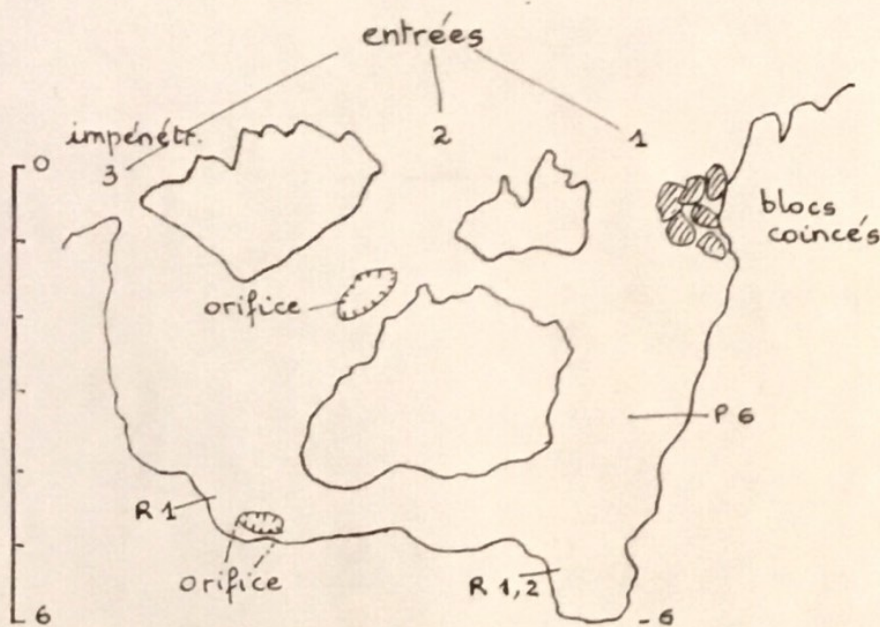 entrées
impénétr.
0
3
2
1
blocs
coincés
orifice
P 6
R 1
orifice
R 1,2
6
-6